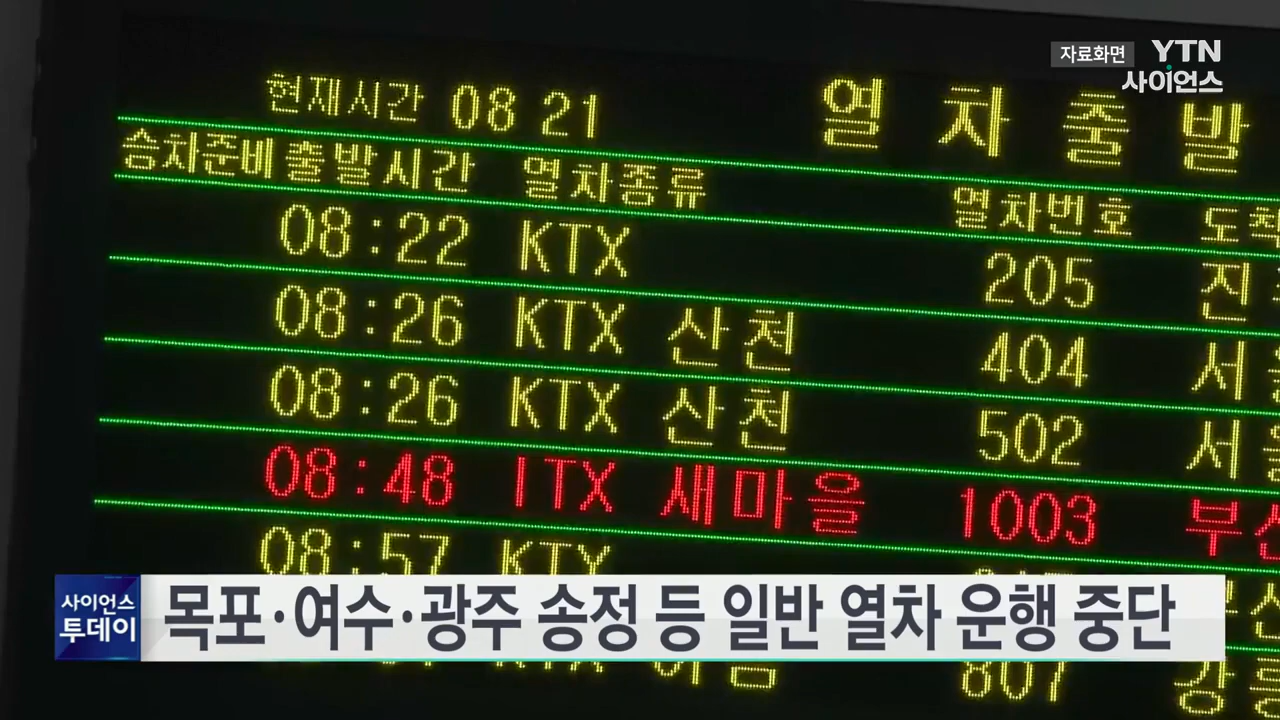 자료화면 YTN
사이언스
현재시간 08 21 열차출발
승차준비 출발시간 열차종류 열차번호
08:22 KTX 205
08:26 KTX 산천 404
08:26 KTX 산천 502
08:48 ITX 새마을 1003
08:57 KTX
사이언스
투데이
목포·여수·광주 송정 등 일반 열차 운행 중단
807